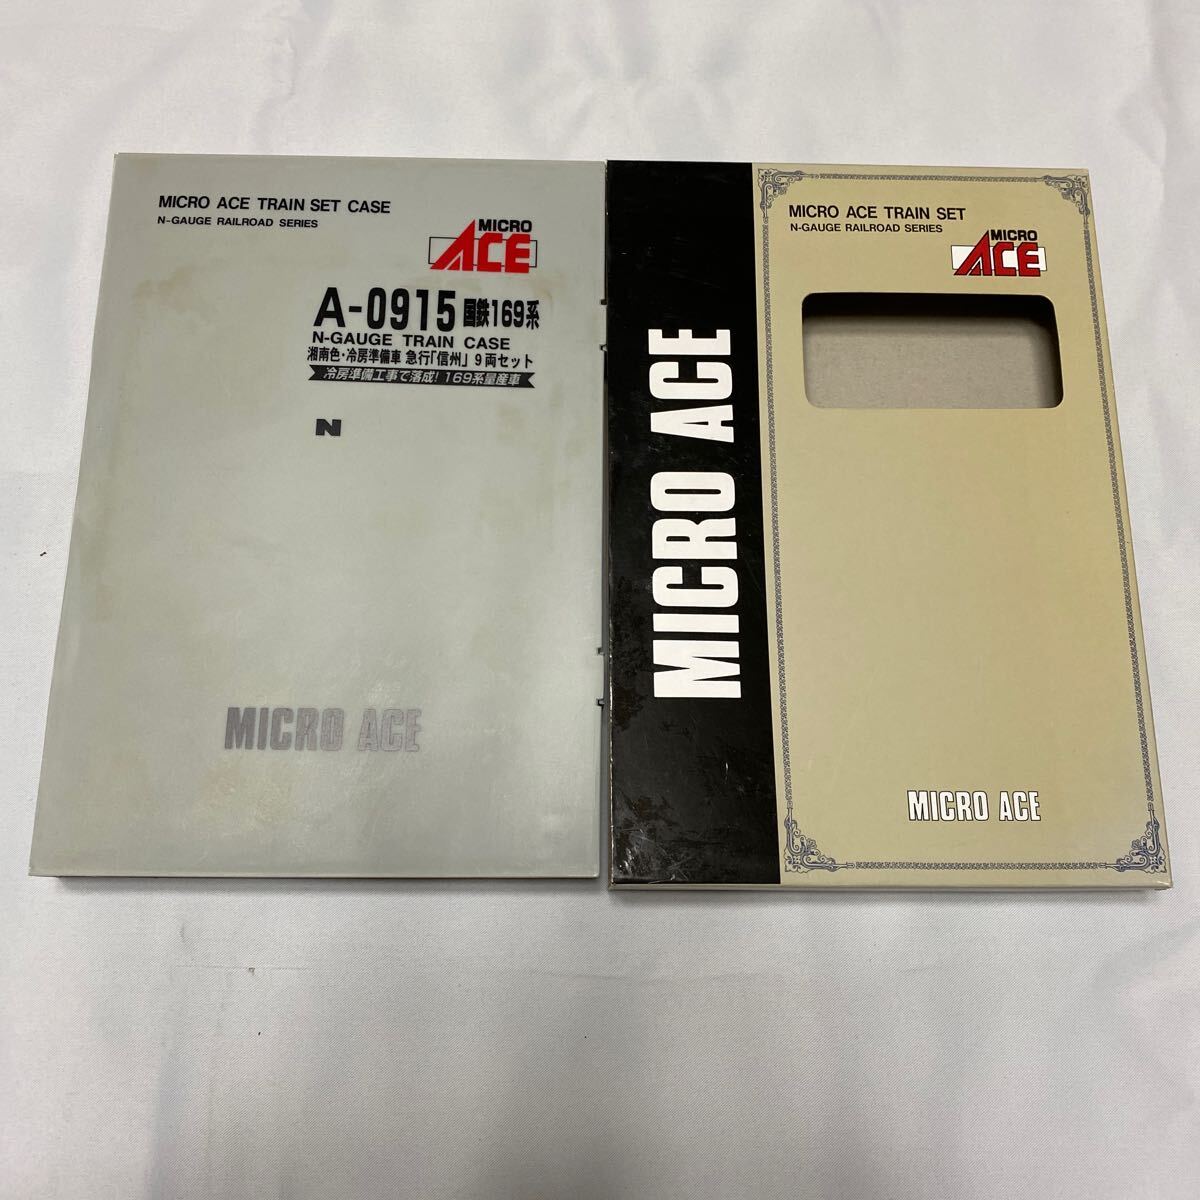 MICRO ACE TRAIN SET CASE
N-GAUGE RAILROAD SERIES
MICRO
ACE
A-0915 国鉄169系
N-GAUGE TRAIN CASE
湘南色・冷房準備車 急行「信州」9両セット
冷房準備工事で落成!169系量産車
N
MICRO ACE
MICRO ACE
MICRO ACE TRAIN SET
N-GAUGE RAILROAD SERIES
MICRO
ACE
MICRO ACE